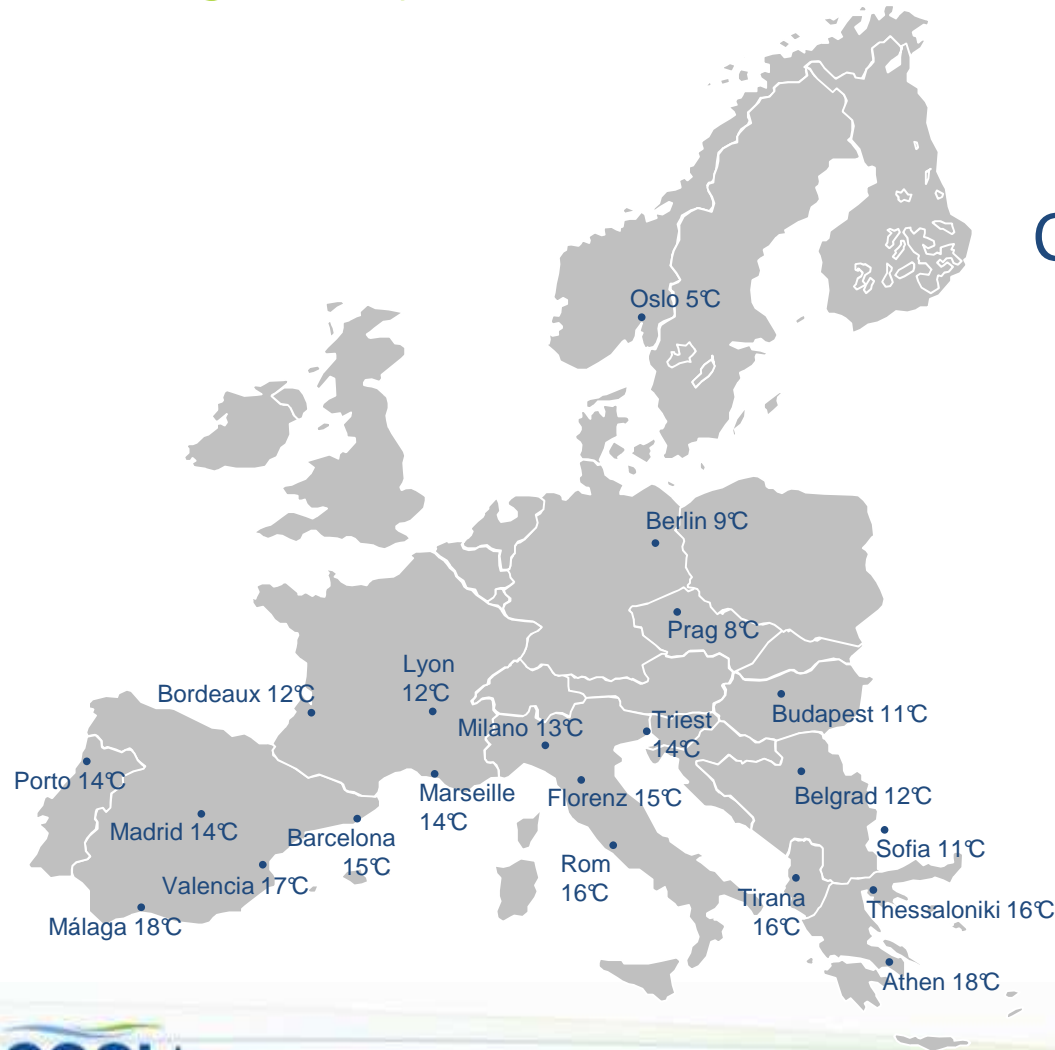 Oslo 5°C
Berlin 9°C
Prag 8°C
Lyon
12°C
Bordeaux 12°C
Milano 13°C
Triest
14°C
Budapest 11°C
Porto 14°C
Marseille
14°C
Florenz 15°C
Belgrad 12°C
Madrid 14°C
Barcelona
15°C
Sofia 11°C
Valencia 17°C
Rom
16°C
Tirana
16°C
Thessaloniki 16°C
Málaga 18°C
Athen 18°C